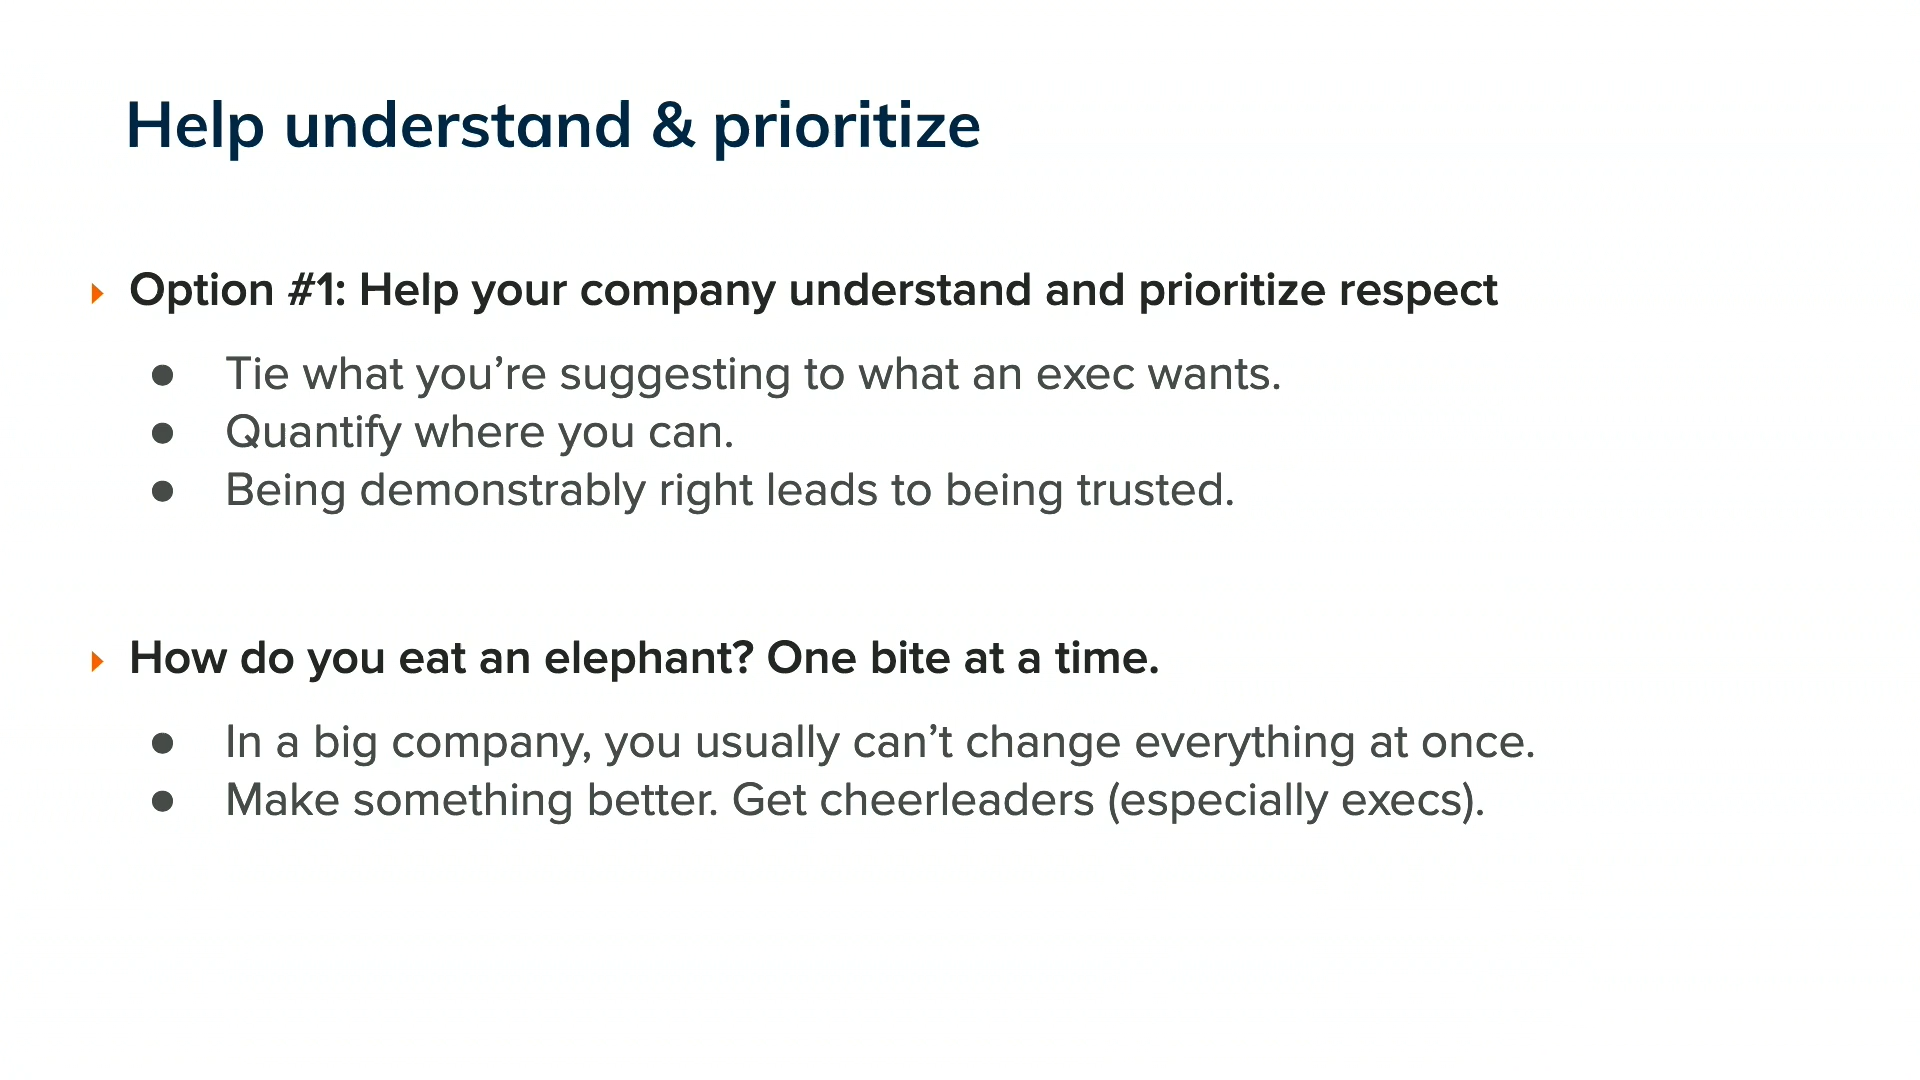 Help understand & prioritize
Option #1: Help your company understand and prioritize respect
● Tie what you’re suggesting to what an exec wants.
● Quantify where you can.
● Being demonstrably right leads to being trusted.
How do you eat an elephant? One bite at a time.
● In a big company, you usually can’t change everything at once.
● Make something better. Get cheerleaders (especially execs).